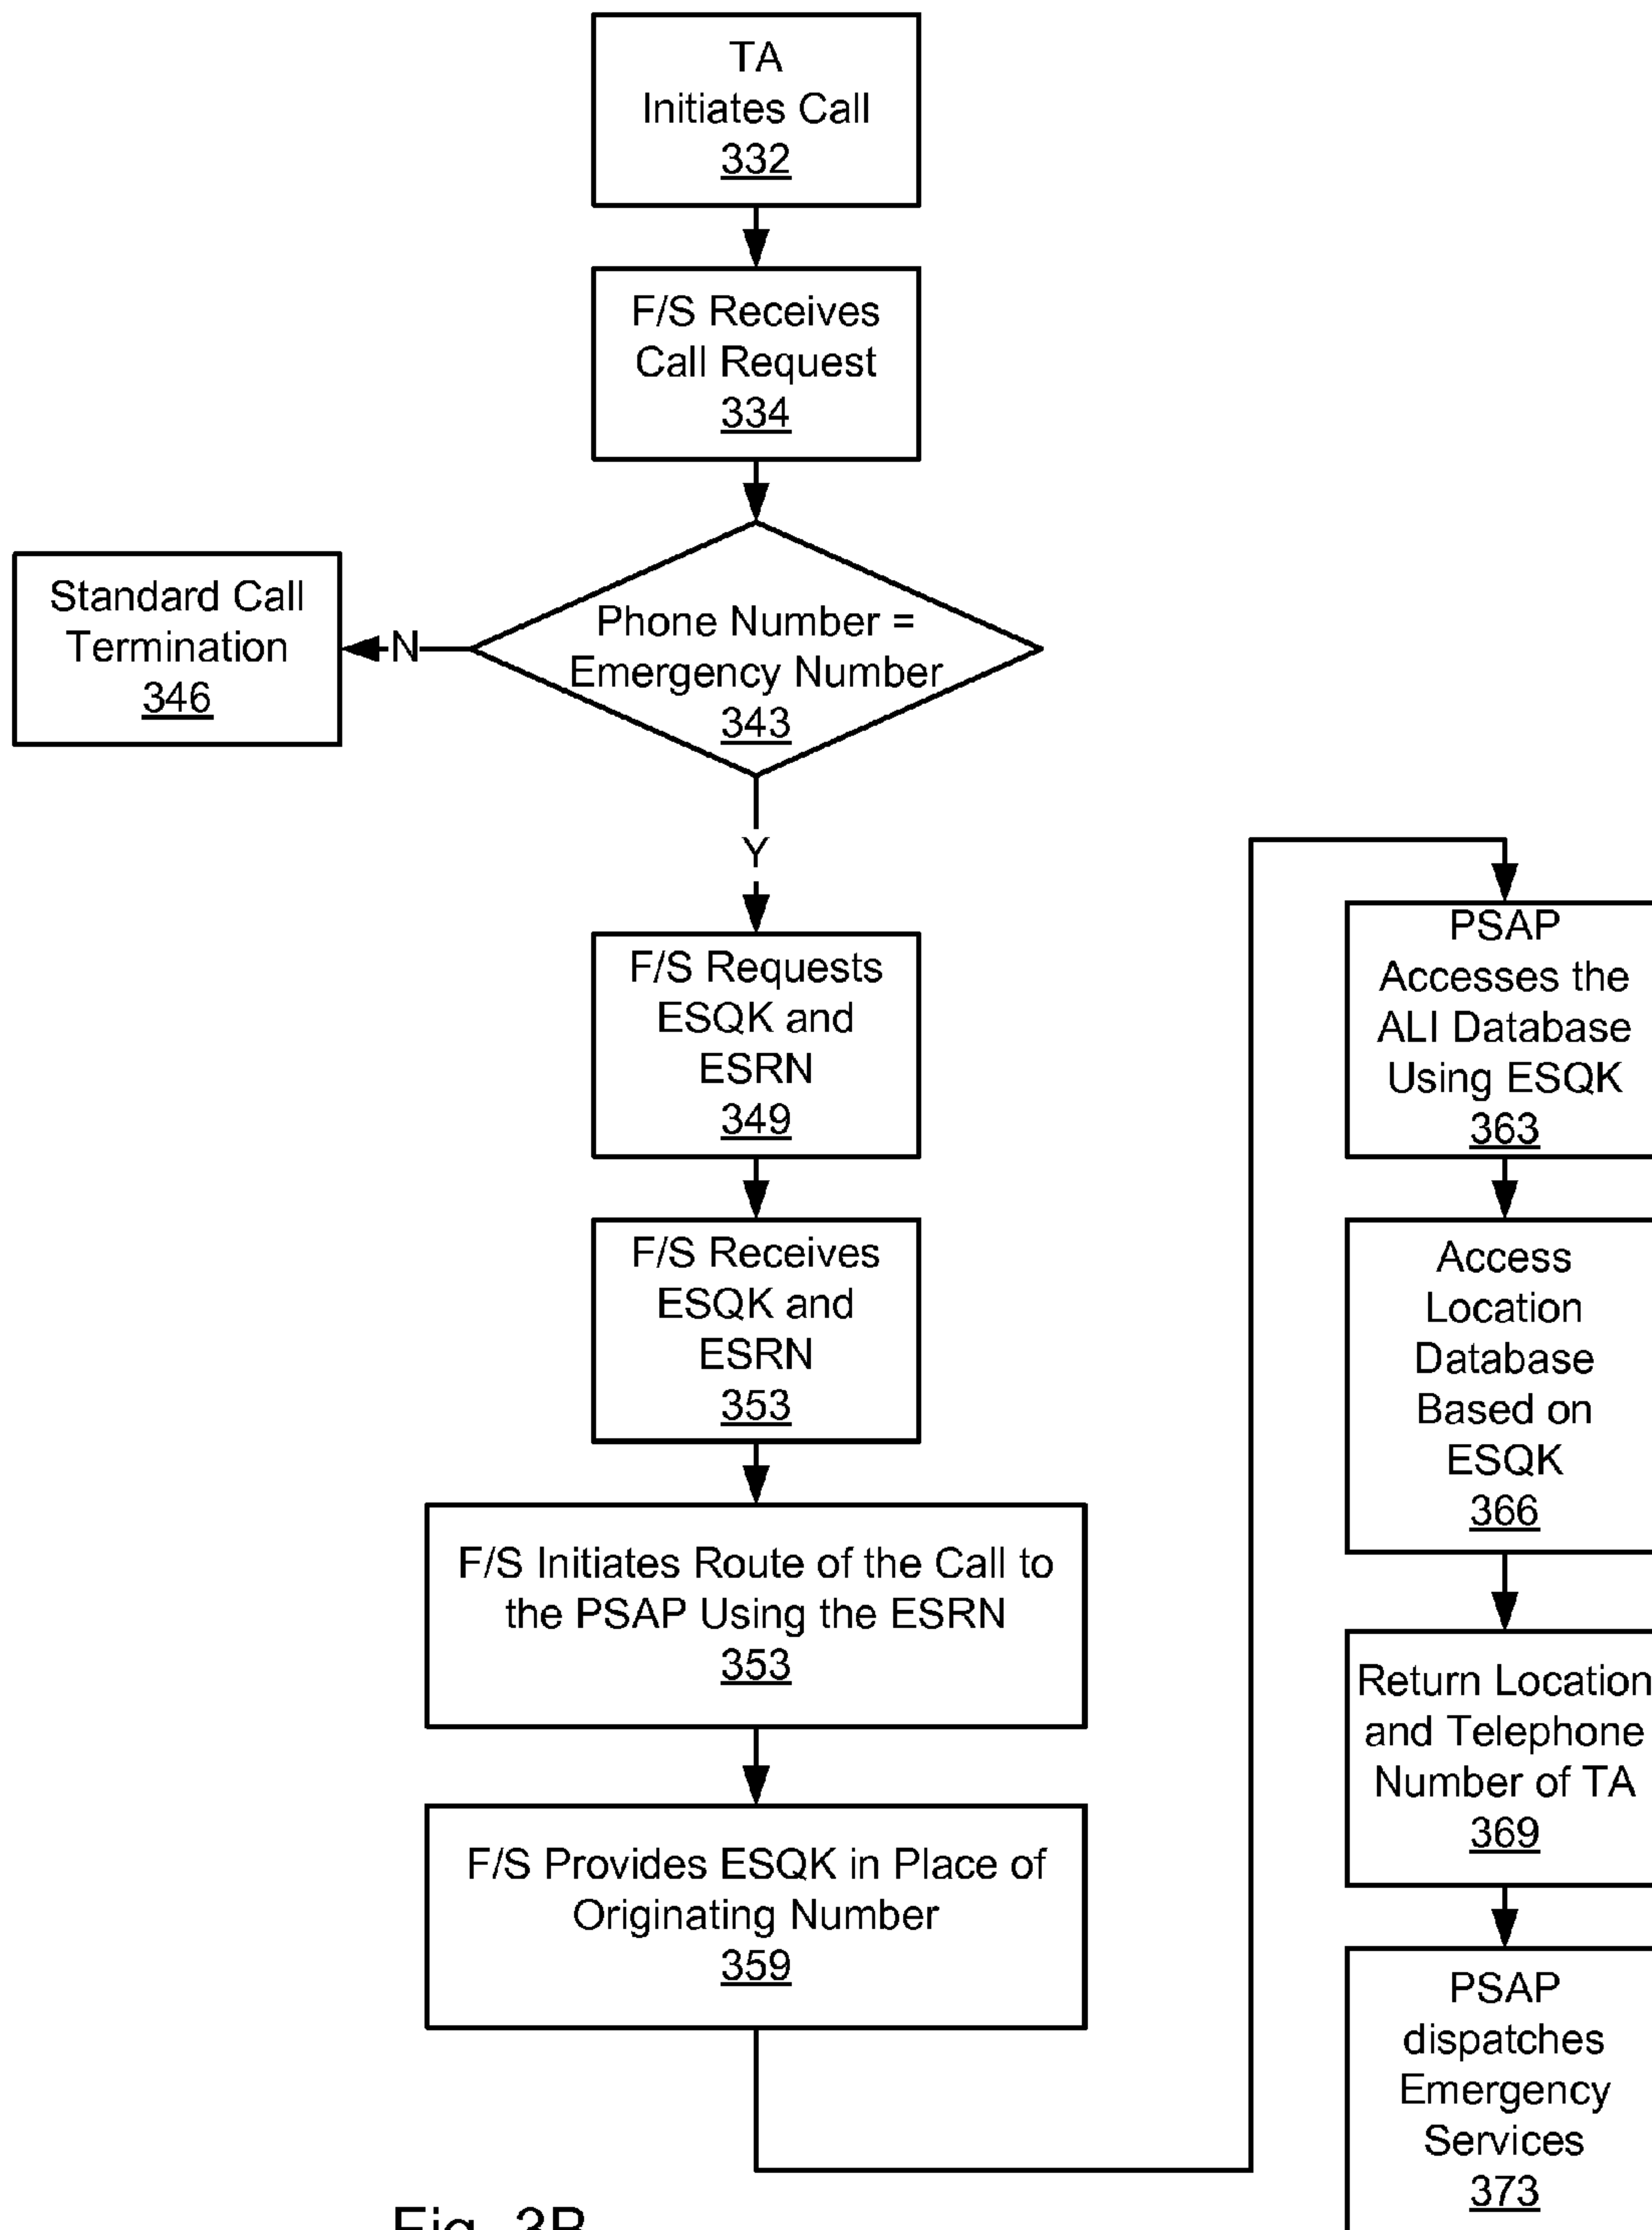 TA
Initiates Call
332
F/S Receives
Call Request
334
Phone Number =
Emergency Number
343
N
Standard Call
Termination
346
Y
F/S Requests
ESQK and
ESRN
349
F/S Receives
ESQK and
ESRN
353
F/S Initiates Route of the Call to
the PSAP Using the ESRN
353
F/S Provides ESQK in Place of
Originating Number
359
PSAP
Accesses the
ALI Database
Using ESQK
363
Access
Location
Database
Based on
ESQK
366
Return Location
and Telephone
Number of TA
369
PSAP
dispatches
Emergency
Services
373
Fig. 3B